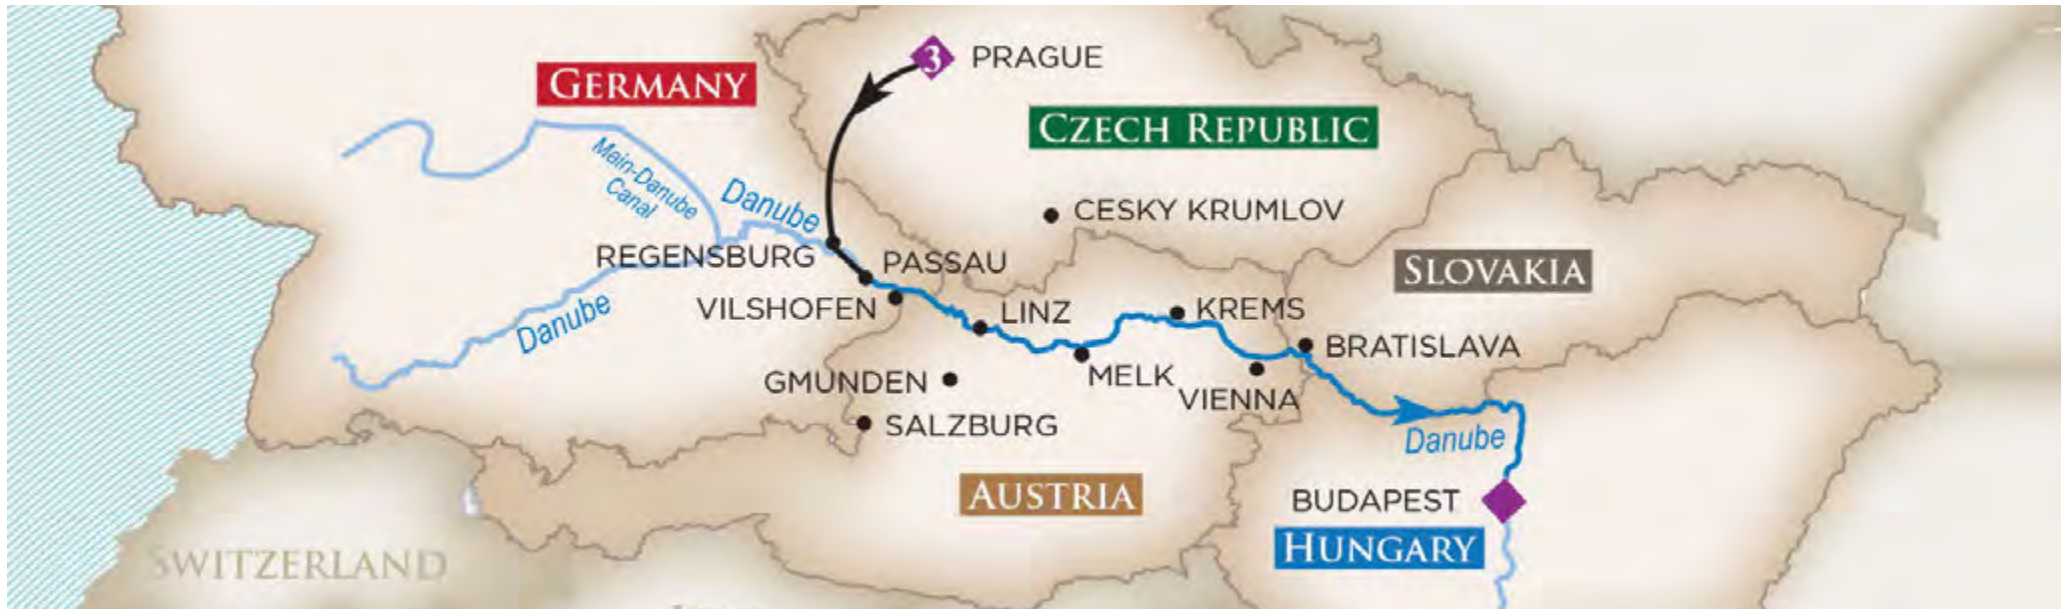 3
PRAGUE
GERMANY
CZECH REPUBLIC
Main-Danube
Canal
Danube
CESKY KRUMLOV
REGENSBURG
PASSAU
SLOVAKIA
VILSHOFEN
LINZ
KREMS
Danube
BRATISLAVA
GMUNDEN
MELK
VIENNA
SALZBURG
Danube
AUSTRIA
BUDAPEST
HUNGARY
SWITZERLAND